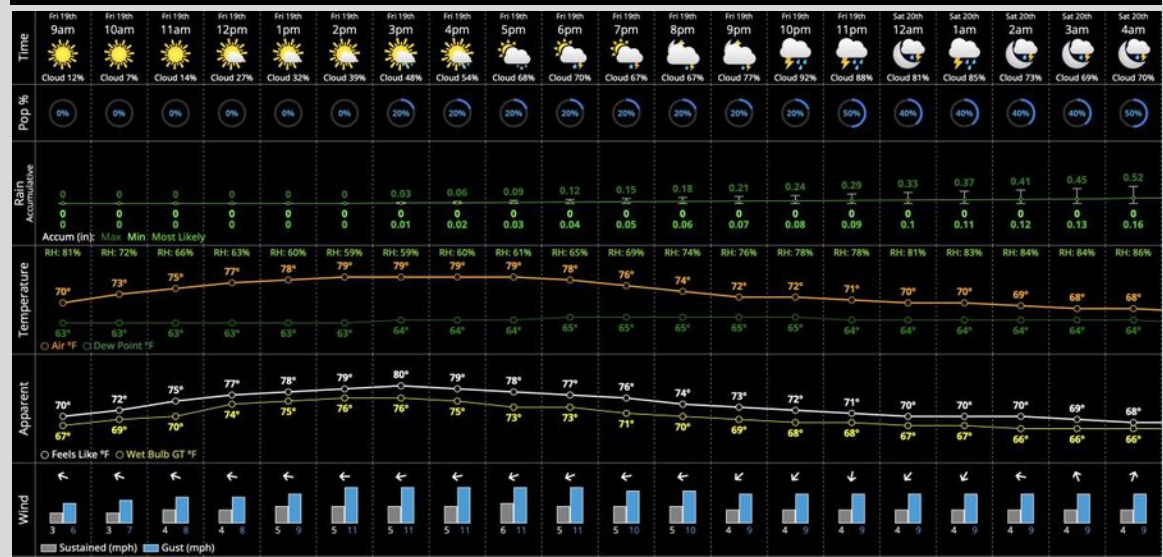 Time
Fri 19th Fri 19th Fri 19th Fri 19th Fri 19th Fri 19th Fri 19th Fri 19th Fri 19th Fri 19th Fri 19th Fri 19th Fri 19th Fri 19th Fri 19th Sat 20th Sat 20th Sat 20th Sat 20th Sat 20th
9am 10am 11am 12pm 1pm 2pm 3pm 4pm 5pm 6pm 7pm 8pm 9pm 10pm 11pm 12am 1am 2am 3am 4am
Cloud 12% Cloud 7% Cloud 14% Cloud 27% Cloud 32% Cloud 39% Cloud 48% Cloud 54% Cloud 68% Cloud 70% Cloud 67% Cloud 67% Cloud 77% Cloud 92% Cloud 88% Cloud 81% Cloud 85% Cloud 73% Cloud 69% Cloud 70%
Pop %
0% 0% 0% 0% 0% 0% 20% 20% 20% 20% 20% 20% 20% 20% 50% 40% 40% 40% 40% 50%
Rain
Accumulative
0 0 0 0 0 0 0.03 0.06 0.09 0.12 0.15 0.18 0.21 0.24 0.29 0.33 0.37 0.41 0.45 0.52
0 0 0 0 0 0 0 0 0 0 0 0 0 0 0 0 0 0 0 0
0 0 0 0 0 0 0.01 0.02 0.03 0.04 0.05 0.06 0.07 0.08 0.09 0.1 0.11 0.12 0.13 0.16
Accum (in): Max Min Most Likely
Temperature
RH: 81% RH: 72% RH: 66% RH: 63% RH: 60% RH: 59% RH: 59% RH: 60% RH: 61% RH: 65% RH: 69% RH: 74% RH: 76% RH: 78% RH: 78% RH: 81% RH: 83% RH: 84% RH: 84% RH: 86%
70° 73° 75° 77° 78° 79° 79° 79° 79° 78° 76° 74° 72° 72° 71° 70° 70° 69° 68° 68°
63° 63° 63° 63° 63° 63° 64° 64° 64° 65° 65° 65° 65° 65° 64° 64° 64° 64° 64° 64°
Air °F Dew Point °F
Apparent
70° 72° 75° 77° 78° 79° 80° 79° 78° 77° 76° 74° 73° 72° 71° 70° 70° 70° 69° 68°
67° 69° 70° 74° 75° 76° 76° 75° 73° 73° 71° 70° 69° 68° 68° 67° 67° 66° 66° 66°
Feels Like °F Wet Bulb GT °F
Wind
3 6 3 7 4 8 4 8 5 9 5 11 5 11 5 11 6 11 5 11 5 10 5 10 4 9 4 9 4 9 4 9 4 9 4 9 4 9 4 9
Sustained (mph) Gust (mph)